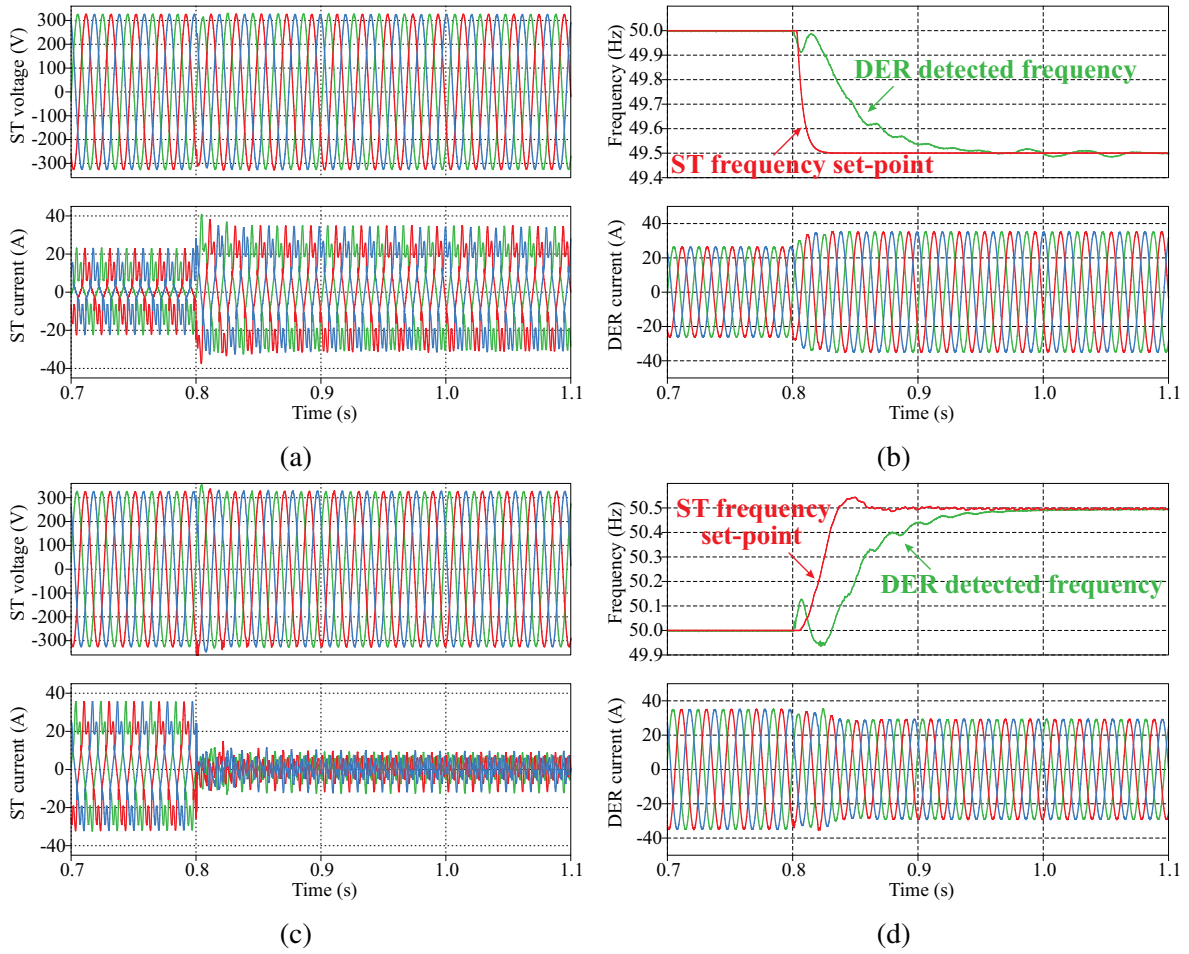 300
200
100
0
-100
-200
-300
ST voltage (V)
40
20
0
-20
-40
ST current (A)
0.7 0.8 0.9 1.0 1.1
Time (s)
(a)
50.0
49.9
49.8
49.7
49.6
49.5
49.4
Frequency (Hz)
DER detected frequency
ST frequency set-point
40
20
0
-20
-40
DER current (A)
0.7 0.8 0.9 1.0 1.1
Time (s)
(b)
300
200
100
0
-100
-200
-300
ST voltage (V)
40
20
0
-20
-40
ST current (A)
0.7 0.8 0.9 1.0 1.1
Time (s)
(c)
50.5
50.4
50.3
50.2
50.1
50.0
49.9
Frequency (Hz)
ST frequency
set-point
DER detected frequency
40
20
0
-20
-40
DER current (A)
0.7 0.8 0.9 1.0 1.1
Time (s)
(d)